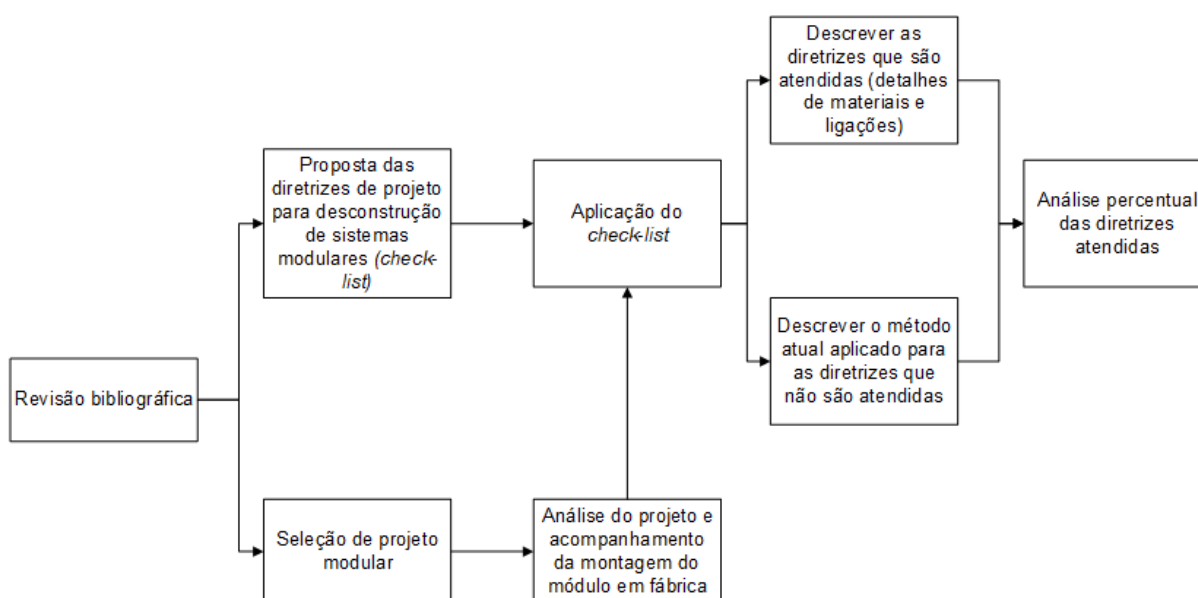 Revisão bibliográfica
Proposta das
diretrizes de projeto
para desconstrução
de sistemas
modulares (check-
list)
Seleção de projeto
modular
Análise do projeto e
acompanhamento
da montagem do
módulo em fábrica
Aplicação do
check-list
Descrever as
diretrizes que são
atendidas (detalhes
de materiais e
ligações)
Descrever o método
atual aplicado para
as diretrizes que
não são atendidas
Análise percentual
das diretrizes
atendidas